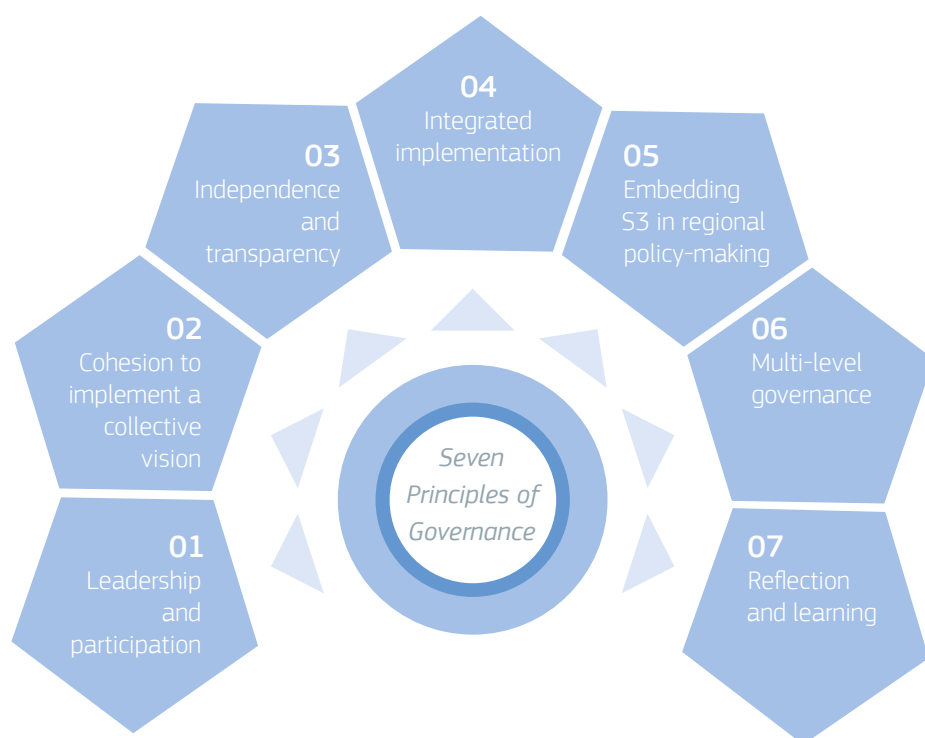 01
Leadership
and
participation
02
Cohesion to
implement a
collective
vision
03
Independence
and
transparency
04
Integrated
implementation
05
Embedding
S3 in regional
policy-making
06
Multi-level
governance
07
Reflection
and learning
Seven
Principles of
Governance